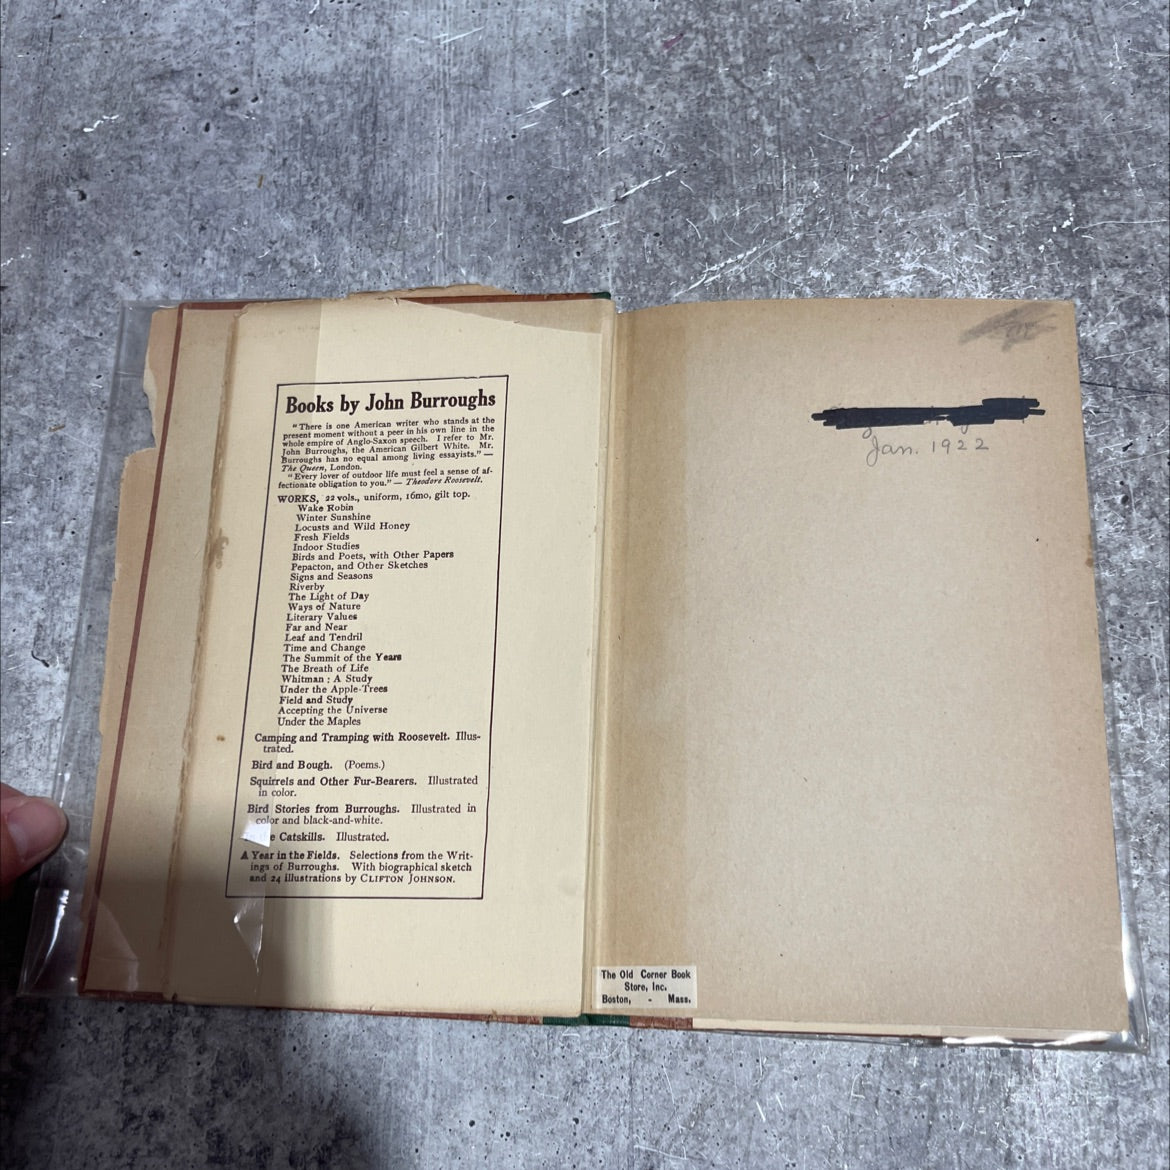 Books by John Burroughs
"There is one American writer who stands at the
present moment without a peer in his own line in the
whole empire of Anglo-Saxon speech. I refer to Mr.
John Burroughs, the American Gilbert White. Mr.
Burroughs has no equal among living essayists." —
The Queen, London.
"Every lover of outdoor life must feel a sense of af-
fectionate obligation to you." — Theodore Roosevelt.
WORKS, 22 vols., uniform, 16mo, gilt top.
Wake Robin
Winter Sunshine
Locusts and Wild Honey
Fresh Fields
Indoor Studies
Birds and Poets, with Other Papers
Pepacton, and Other Sketches
Signs and Seasons
Riverby
The Light of Day
Ways of Nature
Literary Values
Far and Near
Leaf and Tendril
Time and Change
The Summit of the Years
The Breath of Life
Whitman: A Study
Under the Apple-Trees
Field and Study
Accepting the Universe
Under the Maples
Camping and Tramping with Roosevelt. Illus-
trated.
Bird and Bough. (Poems.)
Squirrels and Other Fur-Bearers. Illustrated
in color.
Bird Stories from Burroughs. Illustrated in
color and black-and-white.
Catskills. Illustrated.
A Year in the Fields. Selections from the Writ-
ings of Burroughs. With biographical sketch
and 24 illustrations by CLIFTON JOHNSON.
Jan. 1922
The Old Corner Book
Store, Inc.
Boston, - Mass.